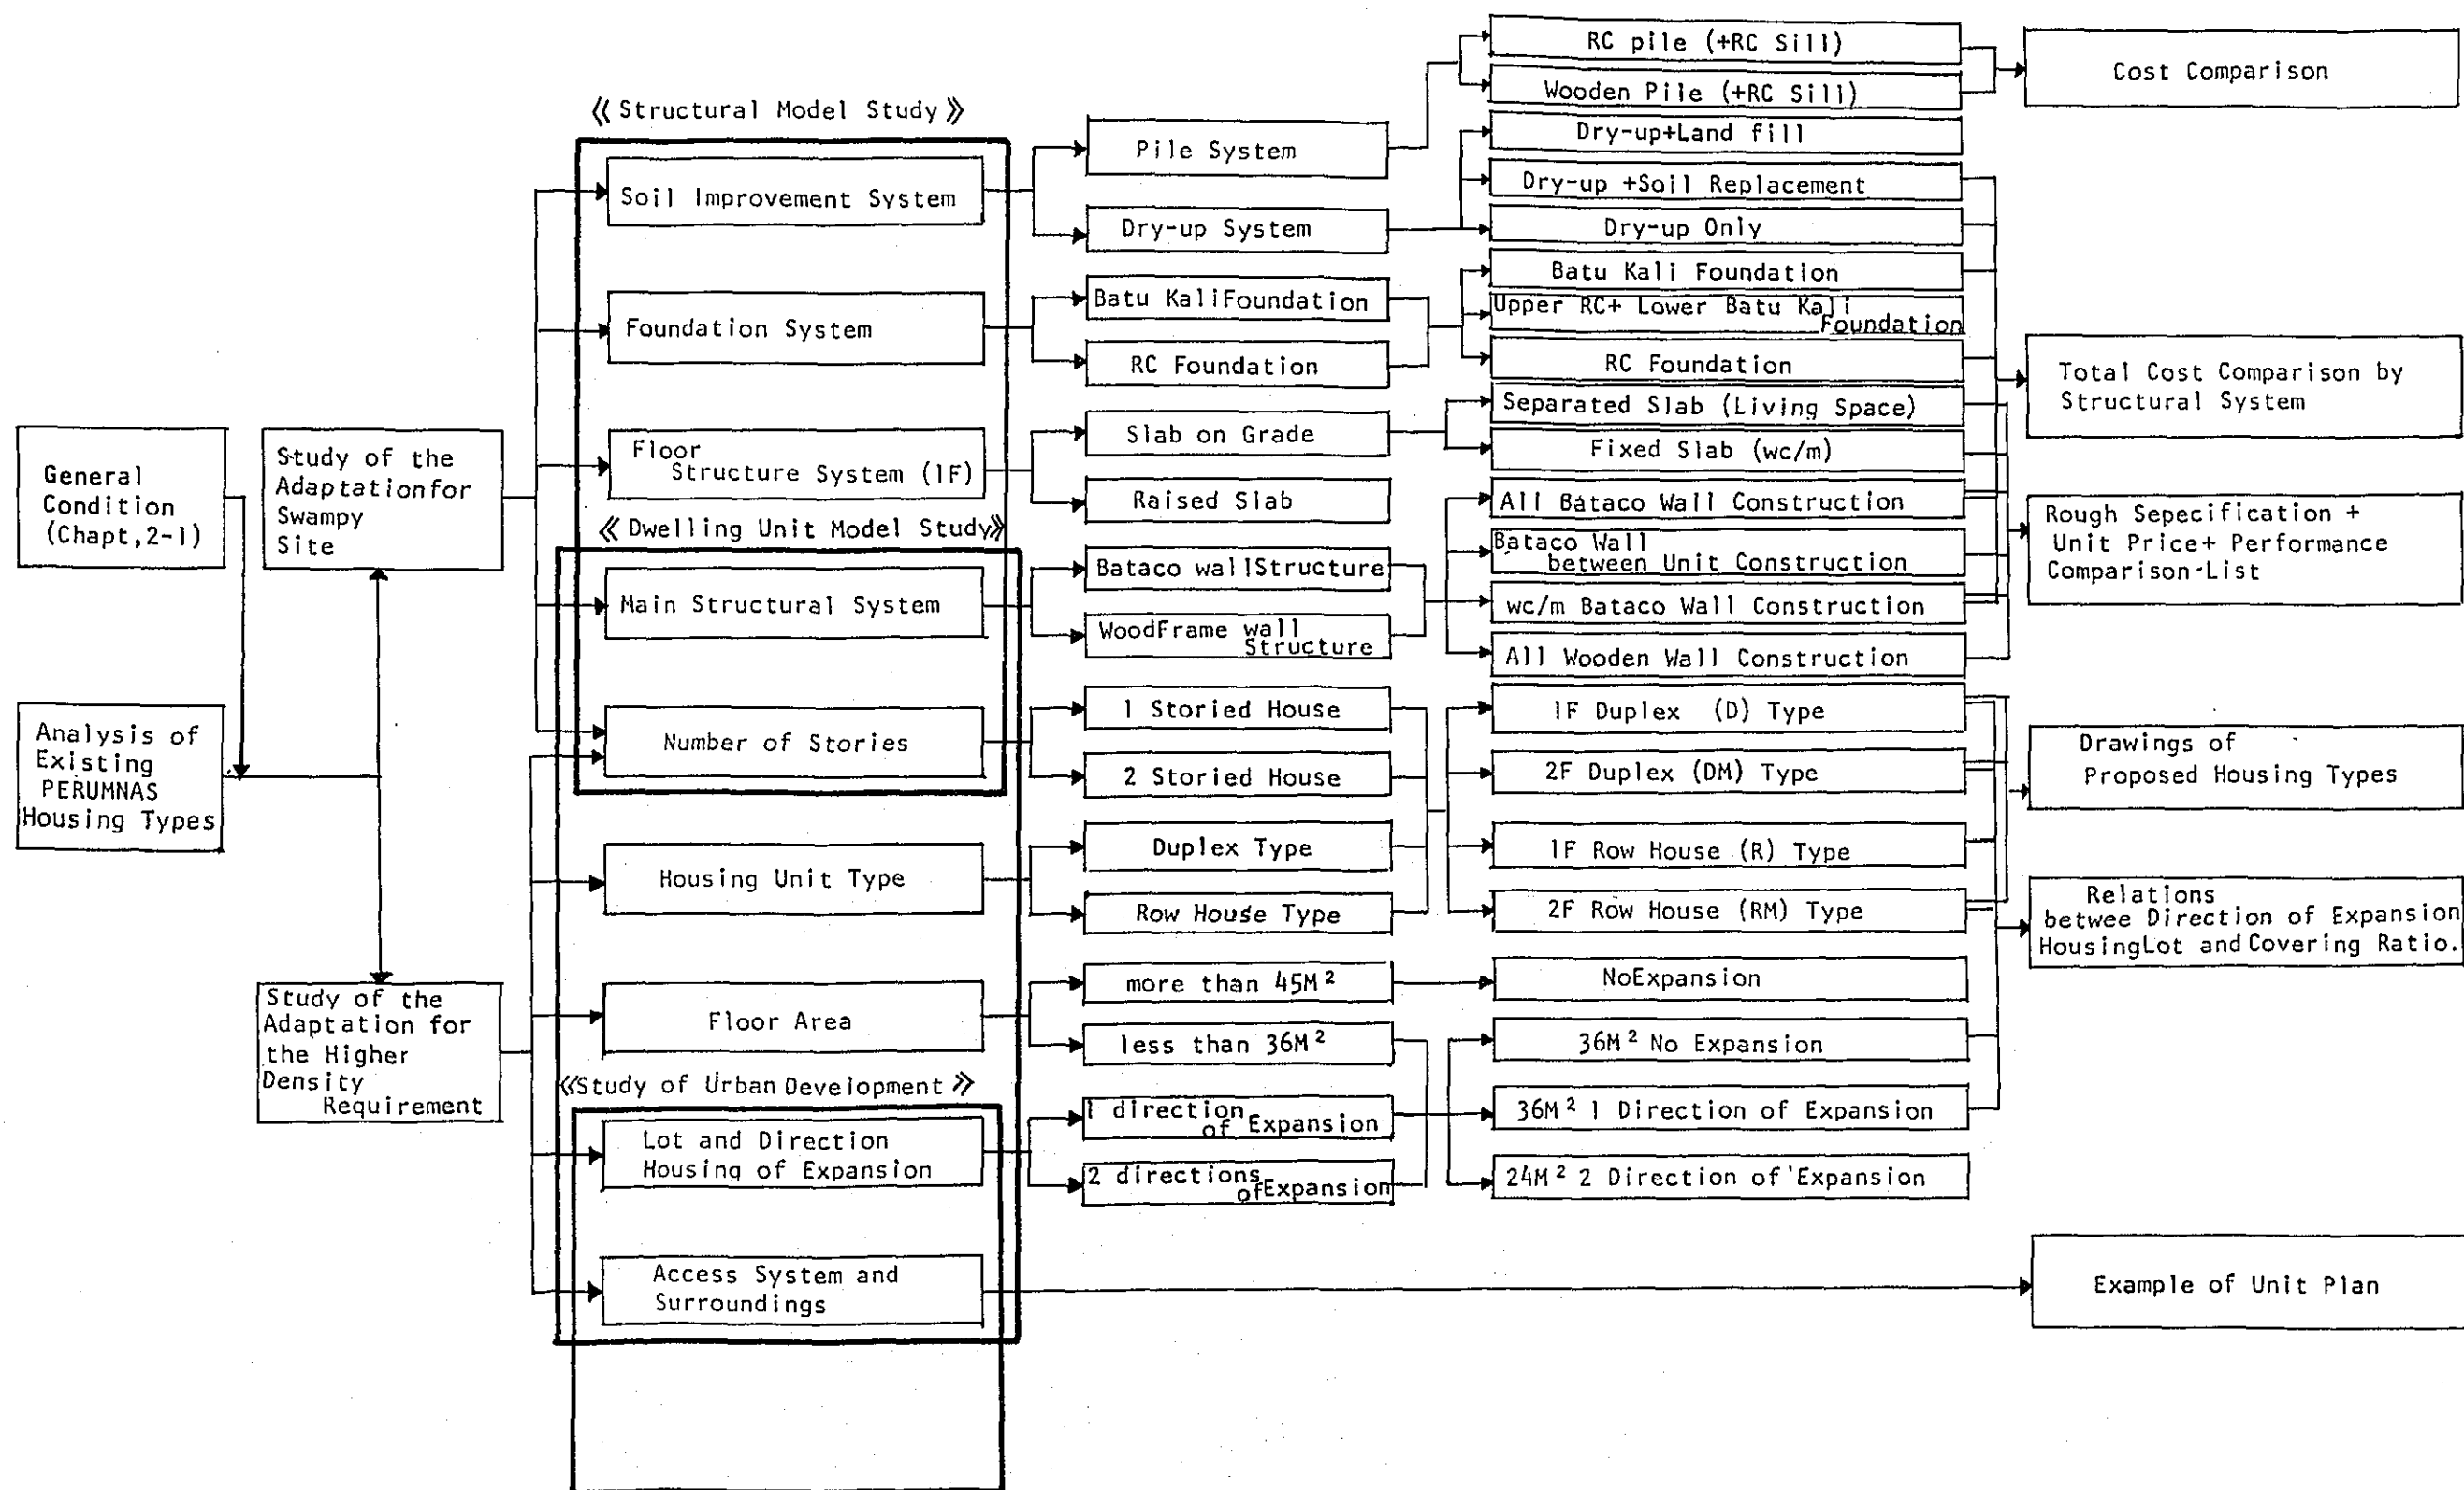 General
Condition
(Chapt,2-1)
Analysis of
Existing
PERUMNAS
Housing Types
Study of the
Adaptationfor
Swampy
Site
Study of the
Adaptation for
the Higher
Density
Requirement
《 Structural Model Study 》
Soil Improvement System
Foundation System
Floor
Structure System (1F)
《 Dwelling Unit Model Study》
Main Structural System
Number of Stories
Housing Unit Type
Floor Area
《Study of Urban Development 》
Lot and Direction
Housing of Expansion
Access System and
Surroundings
Pile System
Dry-up System
Batu KaliFoundation
RC Foundation
Slab on Grade
Raised Slab
Bataco wallStructure
WoodFrame wall
Structure
1 Storied House
2 Storied House
Duplex Type
Row House Type
more than 45M²
less than 36M²
1 direction
of Expansion
2 directions
ofExpansion
RC pile (+RC Sill)
Wooden Pile (+RC Sill)
Dry-up+Land fill
Dry-up +Soil Replacement
Dry-up Only
Batu Kali Foundation
Upper RC+ Lower Batu Kali
Foundation
RC Foundation
Separated Slab (Living Space)
Fixed Slab (wc/m)
All Bataco Wall Construction
Bataco Wall
between Unit Construction
wc/m Bataco Wall Construction
All Wooden Wall Construction
1F Duplex (D) Type
2F Duplex (DM) Type
1F Row House (R) Type
2F Row House (RM) Type
NoExpansion
36M² No Expansion
36M² 1 Direction of Expansion
24M² 2 Direction of Expansion
Cost Comparison
Total Cost Comparison by
Structural System
Rough Sepecification +
Unit Price+ Performance
Comparison-List
Drawings of
Proposed Housing Types
Relations
betwee Direction of Expansion
HousingLot and Covering Ratio.
Example of Unit Plan